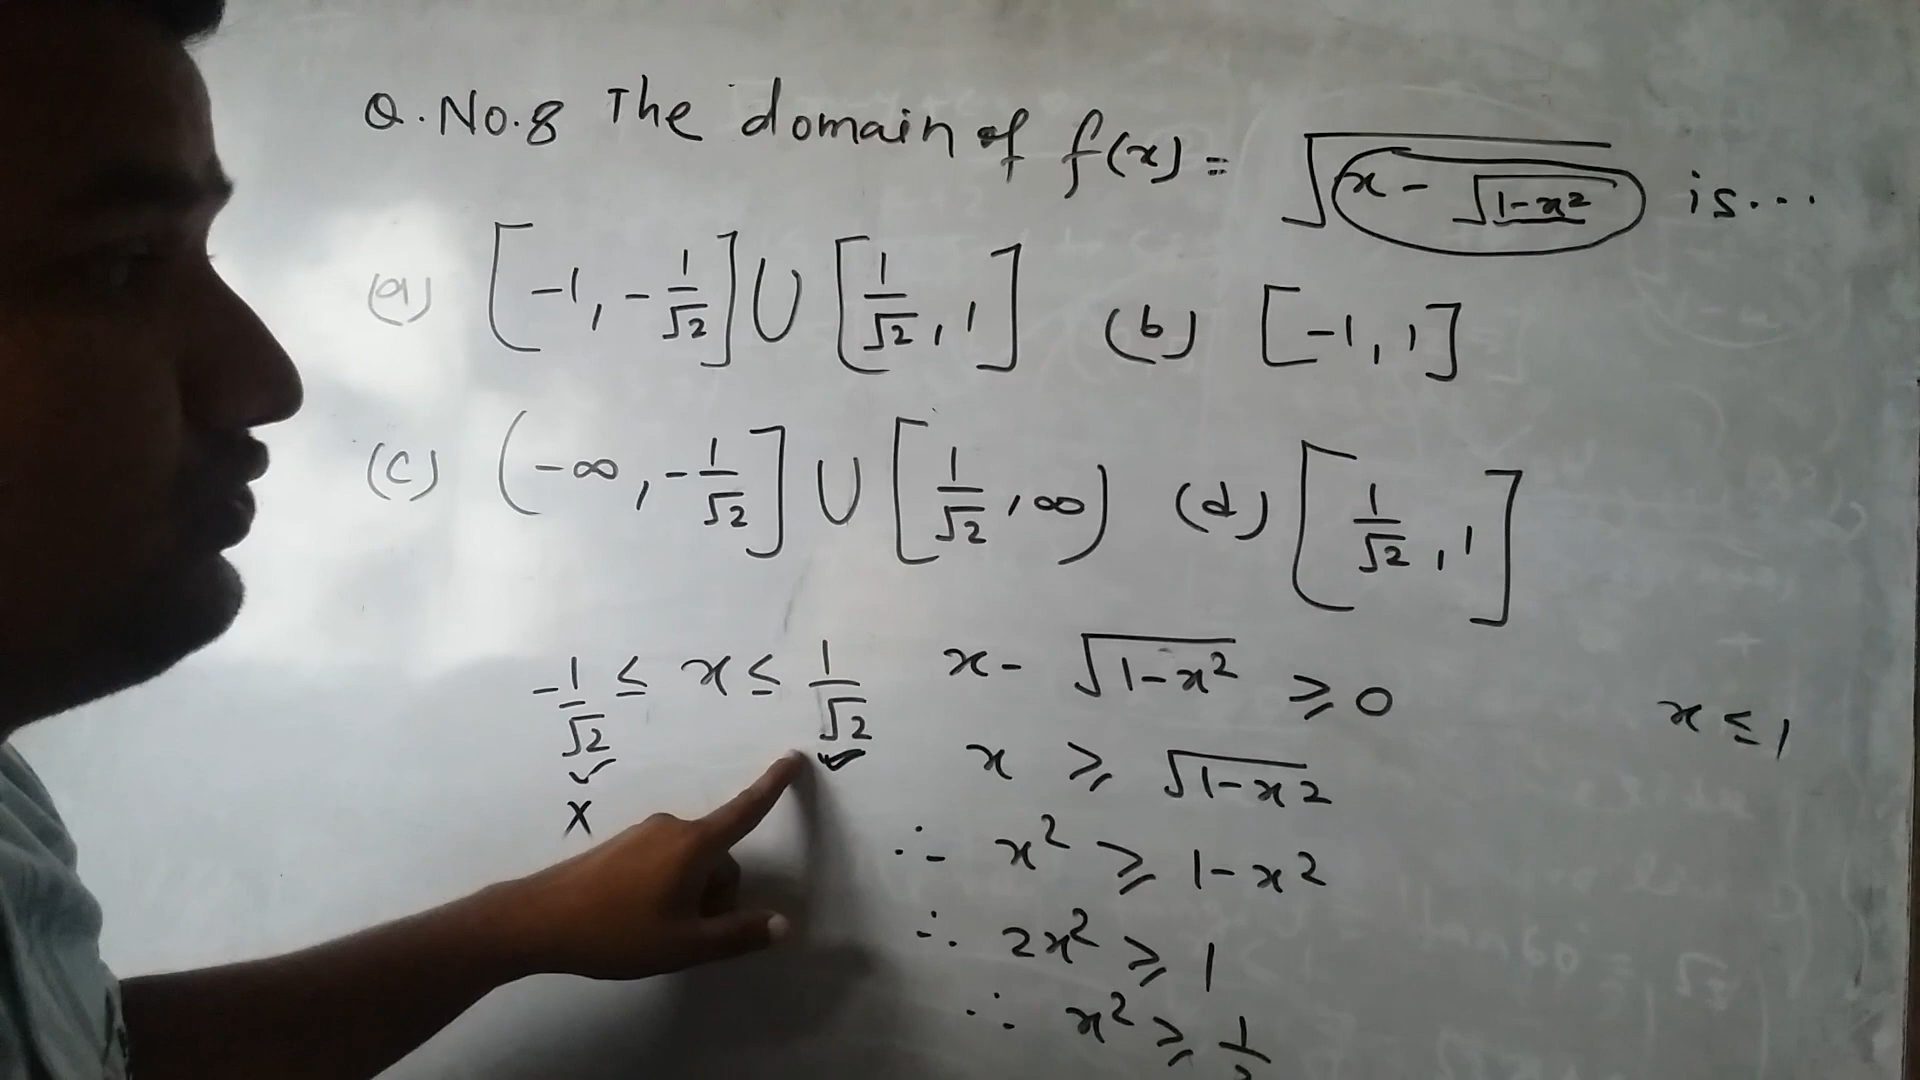 Q. No. 8 The domain of f(x) = √(x - √(1-x²)) is...
(a) [-1, -1/√2] ∪ [1/√2, 1] (b) [-1, 1]
(c) (-∞, -1/√2] ∪ [1/√2, ∞) (d) [1/√2, 1]
-1/√2 ≤ x ≤ 1/√2
✓ ✓
x
x - √(1-x²) ≥ 0
x ≥ √(1-x²)
∴ x² ≥ 1-x²
∴ 2x² ≥ 1
∴ x² ≥ 1/2
x ≤ 1